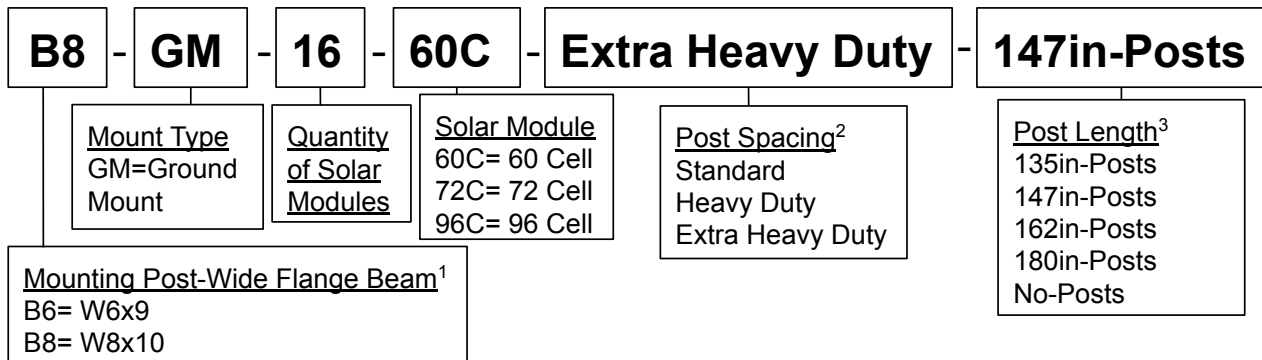 B8 - GM - 16 - 60C - Extra Heavy Duty - 147in-Posts
Mount Type
GM=Ground
Mount
Quantity
of Solar
Modules
Solar Module
60C= 60 Cell
72C= 72 Cell
96C= 96 Cell
Post Spacing²
Standard
Heavy Duty
Extra Heavy Duty
Post Length³
135in-Posts
147in-Posts
162in-Posts
180in-Posts
No-Posts
Mounting Post-Wide Flange Beam¹
B6= W6x9
B8= W8x10